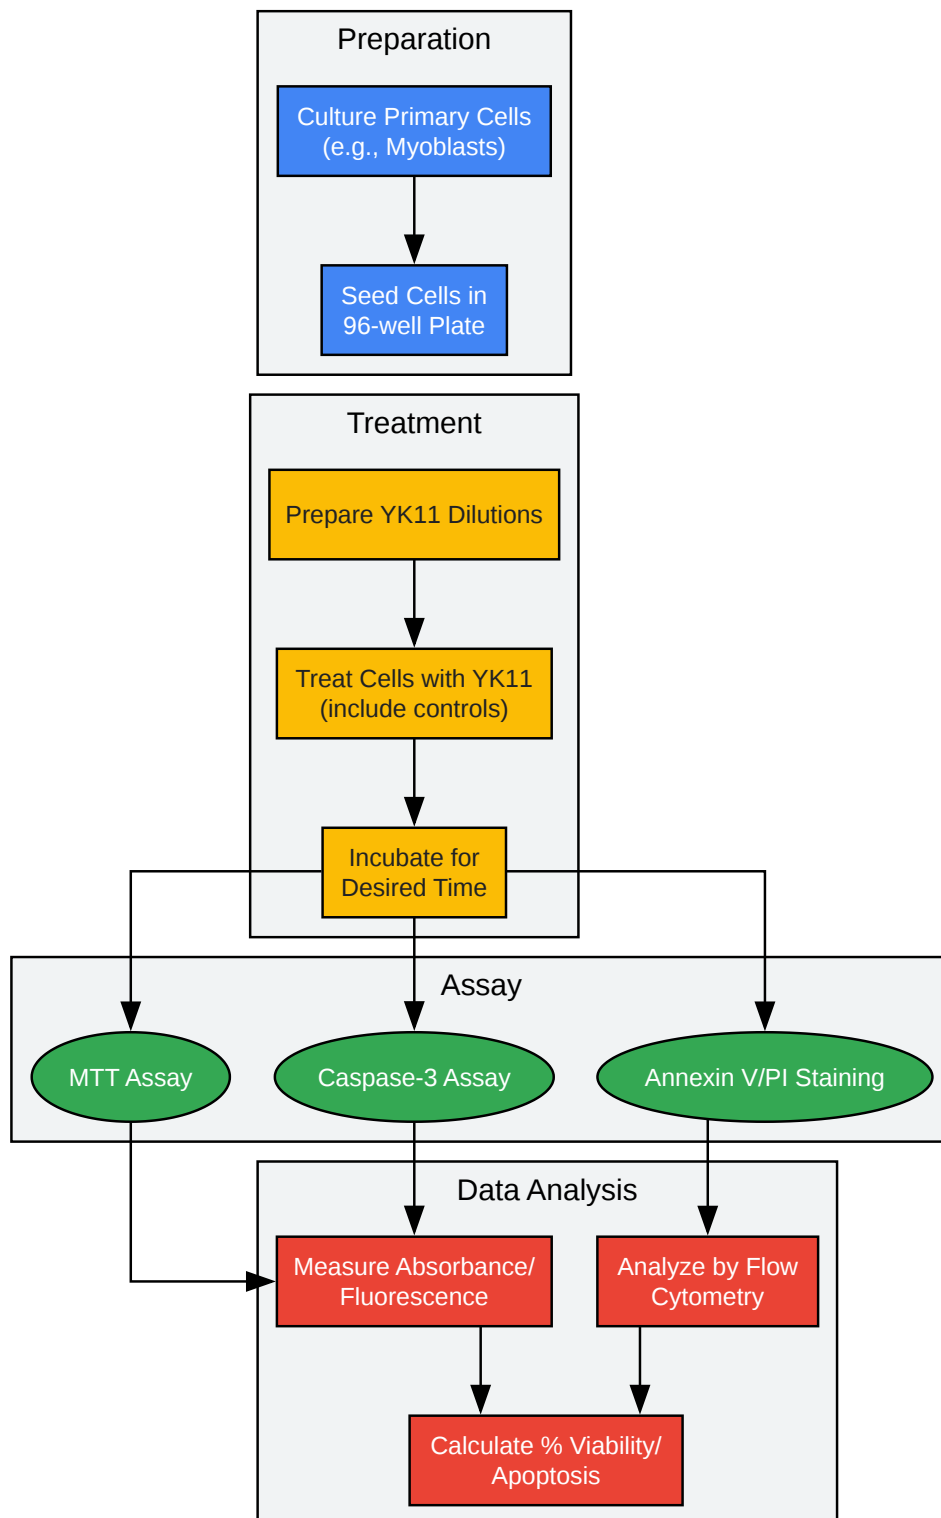 Preparation
Culture Primary Cells
(e.g., Myoblasts)
Seed Cells in
96-well Plate
Treatment
Prepare YK11 Dilutions
Treat Cells with YK11
(include controls)
Incubate for
Desired Time
Assay
MTT Assay
Caspase-3 Assay
Annexin V/PI Staining
Data Analysis
Measure Absorbance/
Fluorescence
Analyze by Flow
Cytometry
Calculate % Viability/
Apoptosis